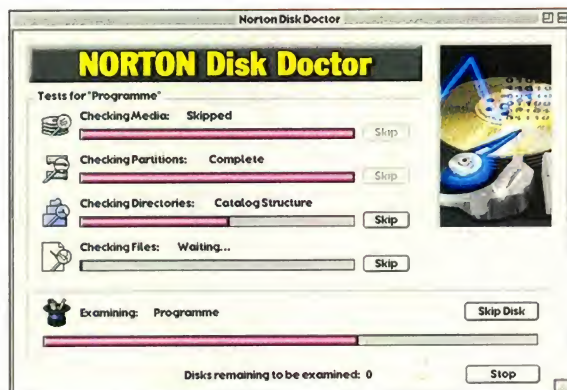 Norton Disk Doctor
NORTON Disk Doctor
Tests for "Programme"
Checking Media: Skipped
Skip
Checking Partitions: Complete
Skip
Checking Directories: Catalog Structure
Skip
Checking Files: Waiting...
Skip
Examining: Programme
Skip Disk
Disks remaining to be examined: 0
Stop